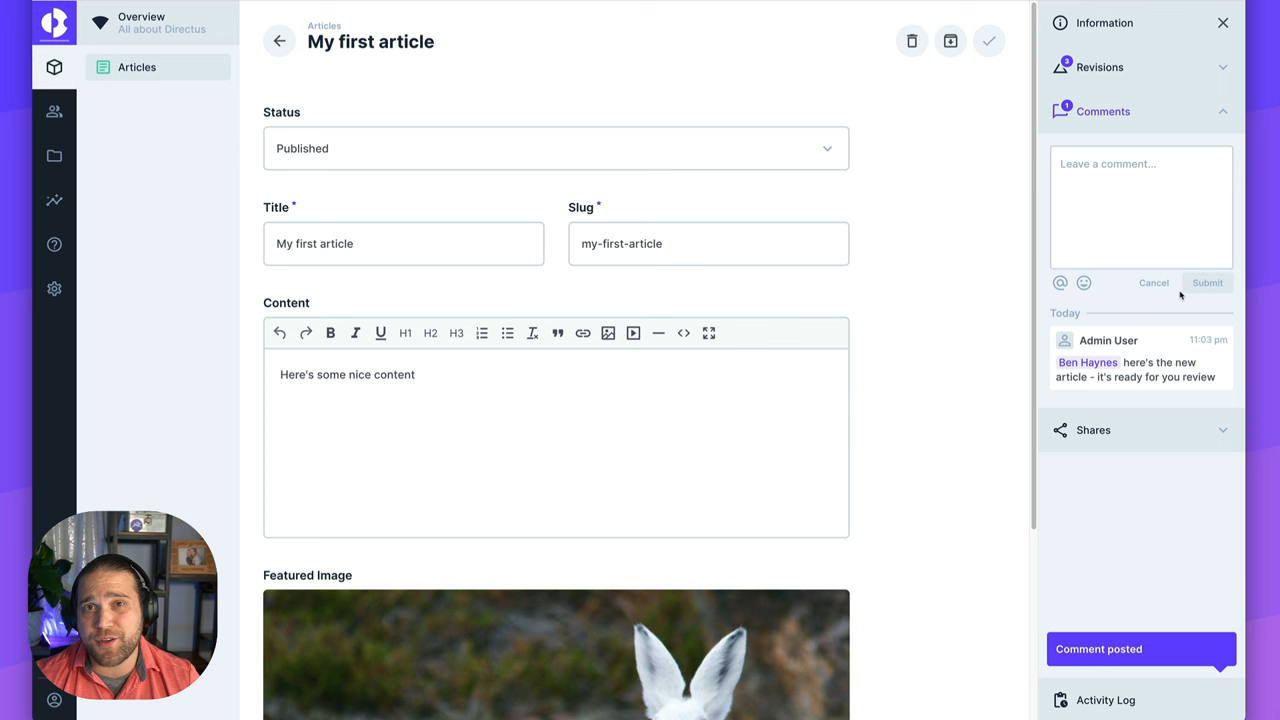 Overview
All about Directus
Articles
Articles
My first article
Status
Published
Title *
My first article
Slug *
my-first-article
Content
B I U H1 H2 H3
Here's some nice content
Featured Image
Information
3
Revisions
1
Comments
Leave a comment...
Cancel
Submit
Today
Admin User
11:03 pm
Ben Haynes here's the new
article - it's ready for you review
Shares
Comment posted
Activity Log